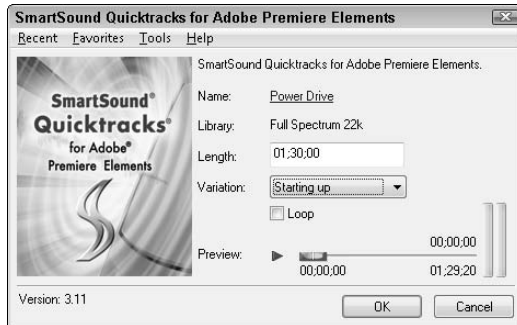 SmartSound Quicktracks for Adobe Premiere Elements
Recent Favorites Tools Help
SmartSound®
Quicktracks®
for Adobe®
Premiere Elements
SmartSound Quicktracks for Adobe Premiere Elements.
Name: Power Drive
Library: Full Spectrum 22k
Length: 01;30;00
Variation: Starting up
Loop
Preview:
00;00;00
00;00;00 01;29;20
Version: 3.11
OK Cancel